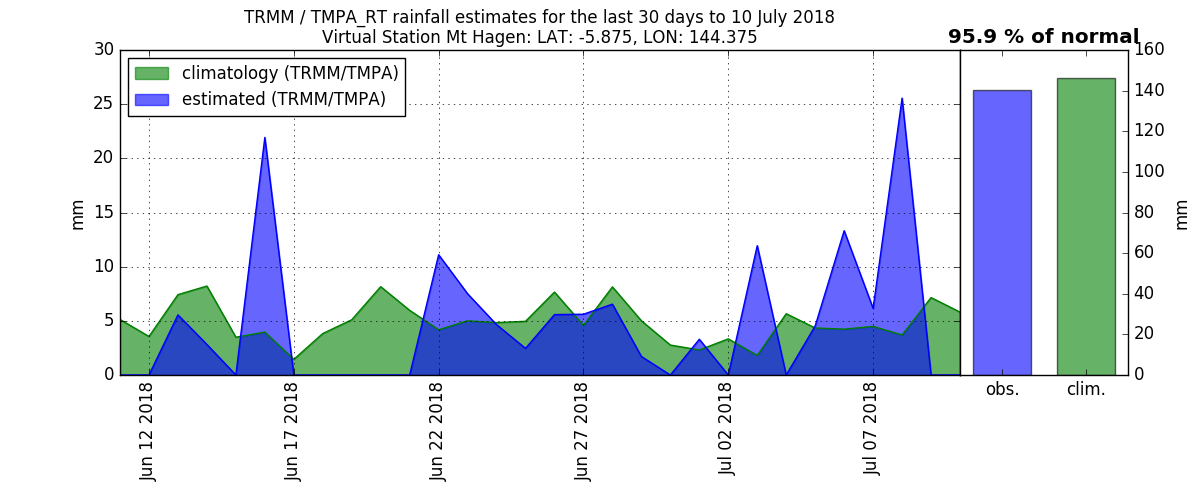 TRMM / TMPA_RT rainfall estimates for the last 30 days to 10 July 2018
Virtual Station Mt Hagen: LAT: -5.875, LON: 144.375
95.9 % of normal
climatology (TRMM/TMPA)
estimated (TRMM/TMPA)
30
25
20
15
10
5
0
mm
Jun 12 2018
Jun 17 2018
Jun 22 2018
Jun 27 2018
Jul 02 2018
Jul 07 2018
160
140
120
100
80
60
40
20
0
mm
obs.
clim.